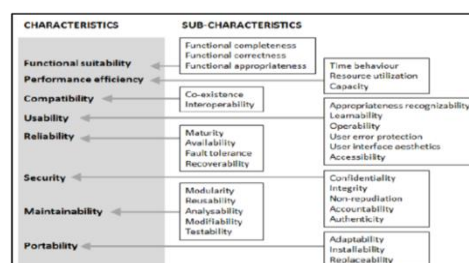 CHARACTERISTICS
SUB-CHARACTERISTICS
Functional suitability
Functional completeness
Functional correctness
Functional appropriateness
Performance efficiency
Time behaviour
Resource utilization
Capacity
Compatibility
Co-existence
Interoperability
Usability
Appropriateness recognizability
Learnability
Operability
User error protection
User interface aesthetics
Accessibility
Reliability
Maturity
Availability
Fault tolerance
Recoverability
Security
Confidentiality
Integrity
Non-repudiation
Accountability
Authenticity
Maintainability
Modularity
Reusability
Analysability
Modifiability
Testability
Portability
Adaptability
Installability
Replaceability